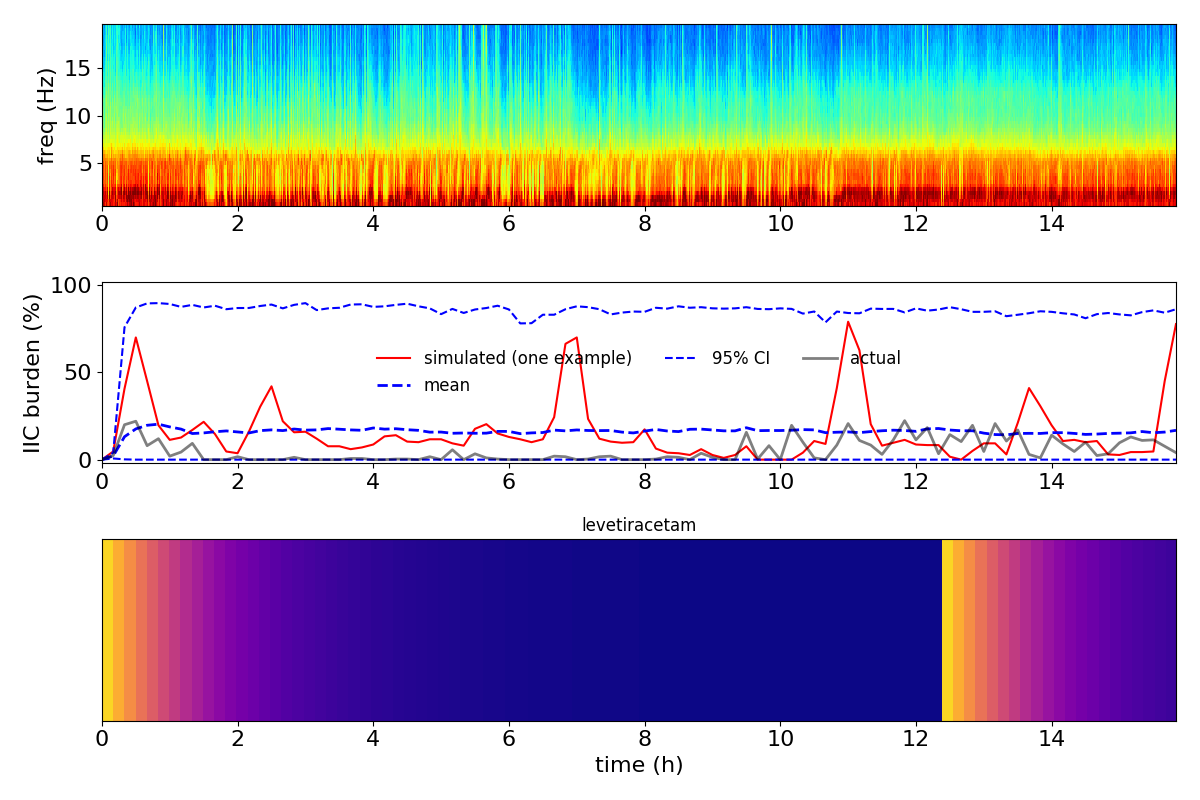 15
10
5
freq (Hz)
0 2 4 6 8 10 12 14
100
50
0
IIC burden (%)
simulated (one example) 95% CI actual
mean
0 2 4 6 8 10 12 14
levetiracetam
0 2 4 6 8 10 12 14
time (h)